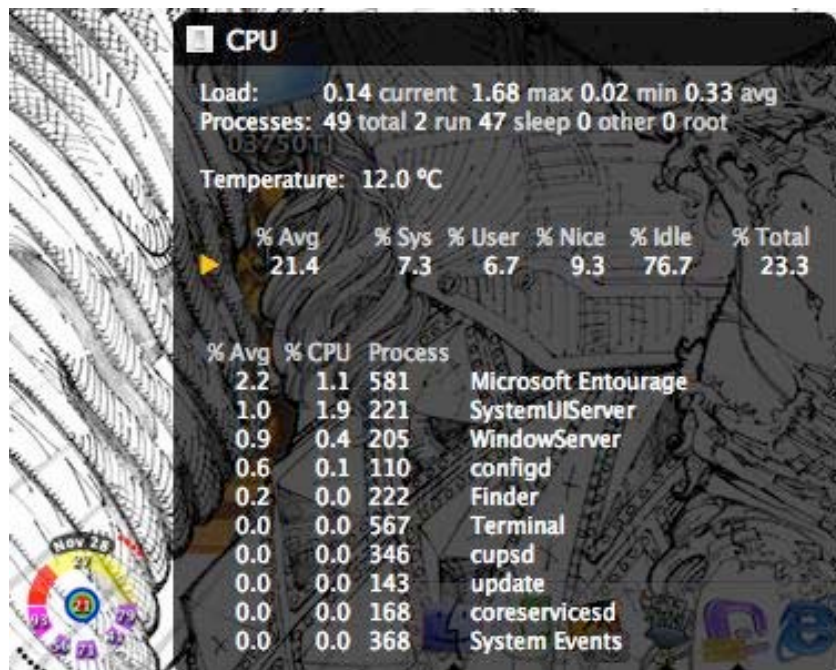 CPU
Load: 0.14 current 1.68 max 0.02 min 0.33 avg
Processes: 49 total 2 run 47 sleep 0 other 0 root
Temperature: 12.0 °C
% Avg % Sys % User % Nice % Idle % Total
21.4 7.3 6.7 9.3 76.7 23.3
% Avg % CPU Process
2.2 1.1 581 Microsoft Entourage
1.0 1.9 221 SystemUIServer
0.9 0.4 205 WindowServer
0.6 0.1 110 configd
0.2 0.0 222 Finder
0.0 0.0 567 Terminal
0.0 0.0 346 cupsd
0.0 0.0 143 update
0.0 0.0 168 coreservicesd
0.0 0.0 368 System Events
Nov 28
27
21
93
79
73